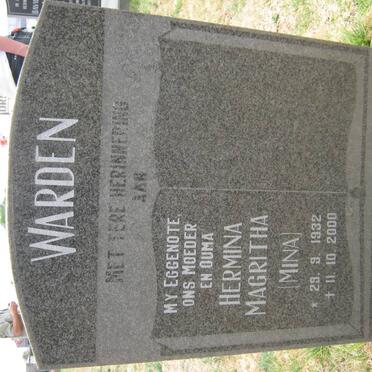 WARDEN
MET TERE HERINNERING
AAN
MY EGGENOTE,
ONS MOEDER
EN OUMA
HERMINA
MAGRITHA
(MINA)
* 29. 9. 1932
† 11. 10. 2000